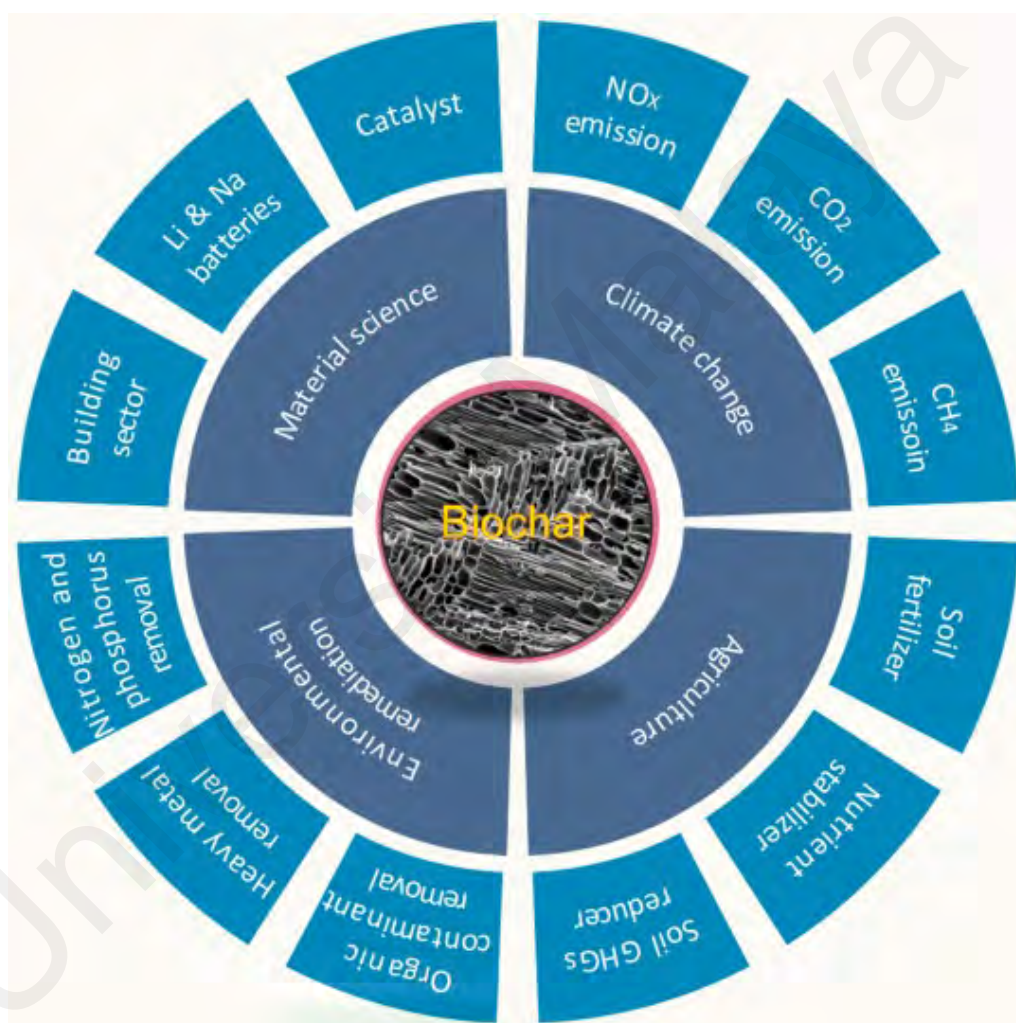 Catalyst
NOx
emission
Li & Na
batteries
CO2
emission
Building
sector
Material science
Climate change
CH4
emissoin
Biochar
Nitrogen and
phosphorus
removal
Environmental
remediation
Agriculture
Soil
fertilizer
Heavy metal
removal
Nutrient
stabilizer
Organic
contaminant
removal
Soil GHGs
reducer